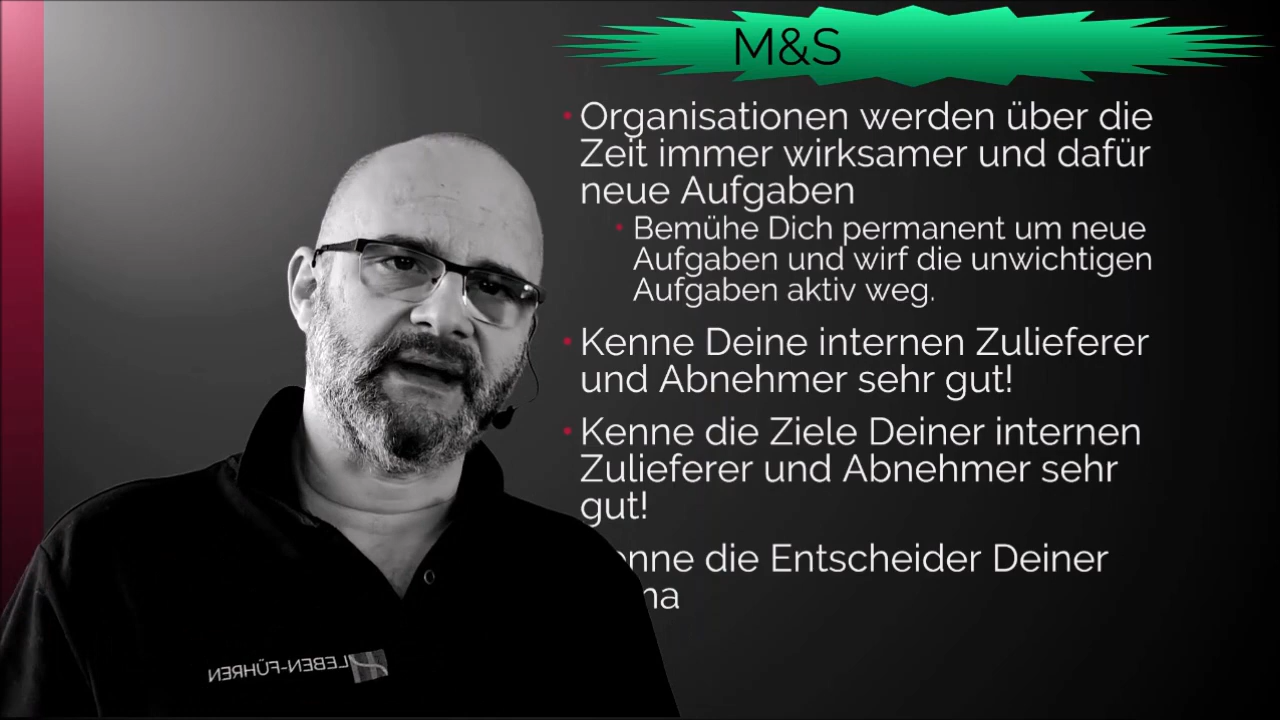 M&S
Organisationen werden über die
Zeit immer wirksamer und dafür
neue Aufgaben
Bemühe Dich permanent um neue
Aufgaben und wirf die unwichtigen
Aufgaben aktiv weg.
Kenne Deine internen Zulieferer
und Abnehmer sehr gut!
Kenne die Ziele Deiner internen
Zulieferer und Abnehmer sehr
gut!
die Entscheider Deiner
LEBEN-FÜHREN